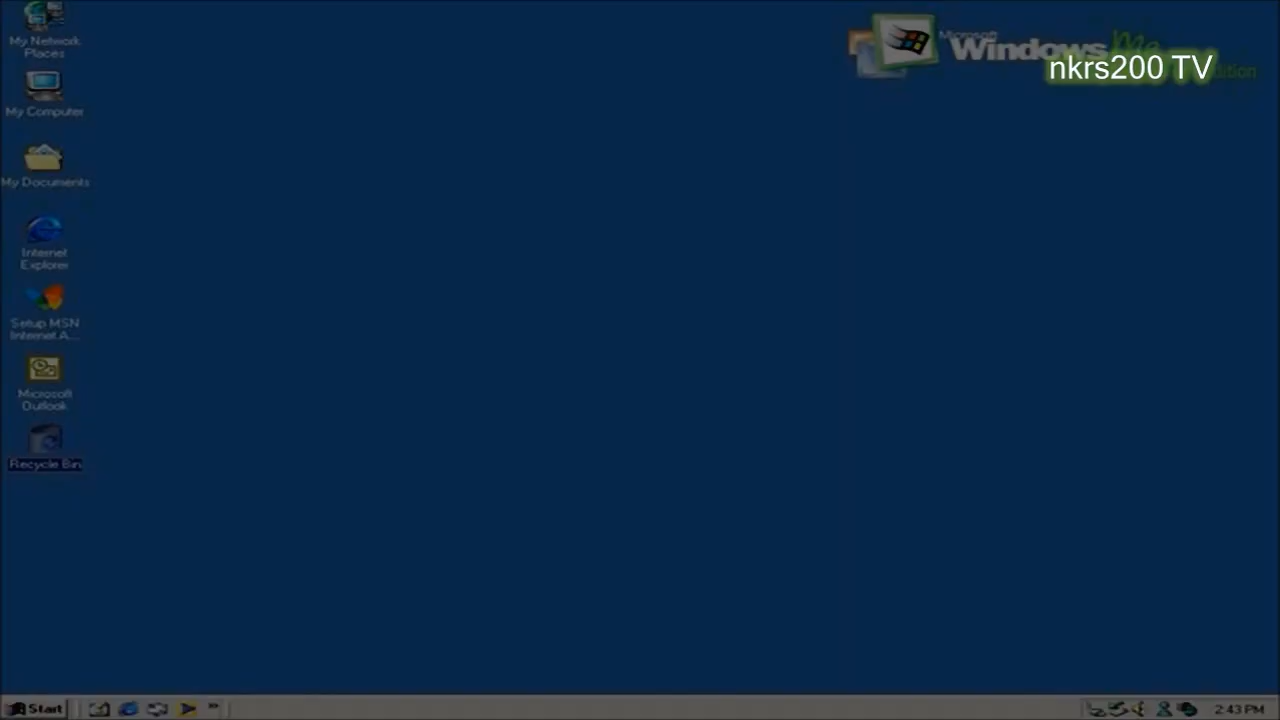 My Network
Places
My Computer
My Documents
Internet
Explorer
Setup MSN
Internet A...
Microsoft
Outlook
Recycle Bin
Microsoft
Windows Me
nkrs200 TV
Start
2:43 PM